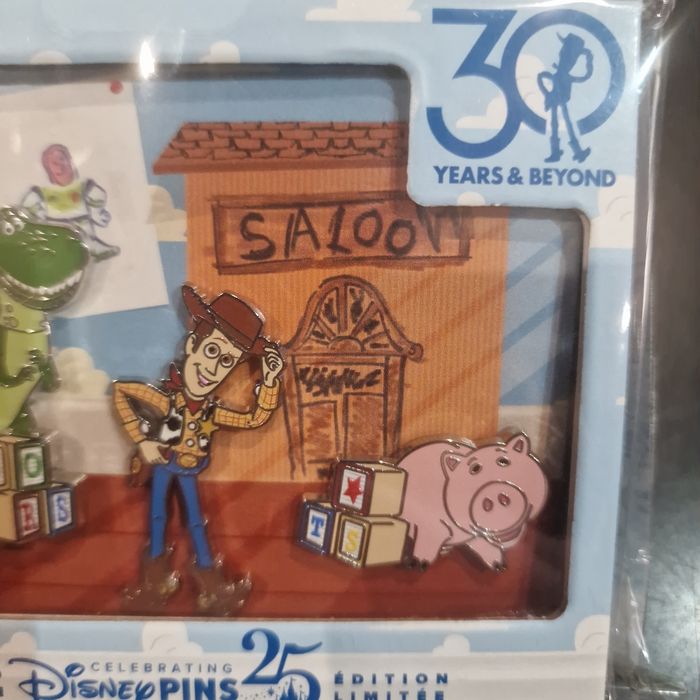 30
YEARS & BEYOND
SALOON
O
R S
T S
CELEBRATING
Disney PINS 25
ÉDITION
LIMITÉE